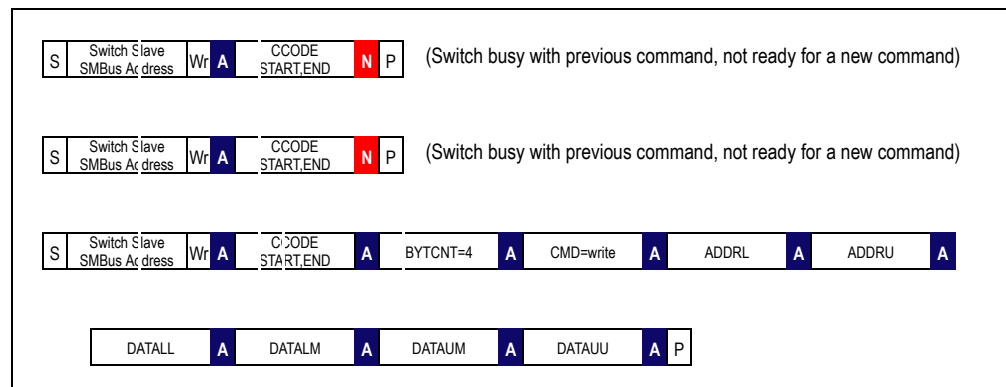 S Switch Slave SMBus Address Wr A CCODE START,END N P (Switch busy with previous command, not ready for a new command)
S Switch Slave SMBus Address Wr A CCODE START,END N P (Switch busy with previous command, not ready for a new command)
S Switch Slave SMBus Address Wr A CCODE START,END A BYTCNT=4 A CMD=write A ADDRL A ADDRU A
DATALL A DATALM A DATAUM A DATAUU A P